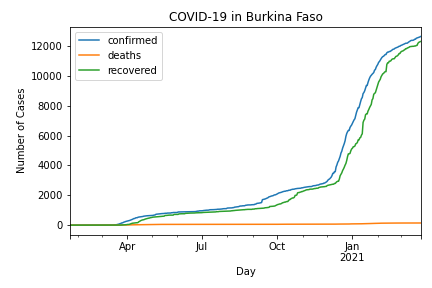 COVID-19 in Burkina Faso
confirmed
deaths
recovered
Number of Cases
12000
10000
8000
6000
4000
2000
0
Apr
Jul
Oct
Jan
2021
Day